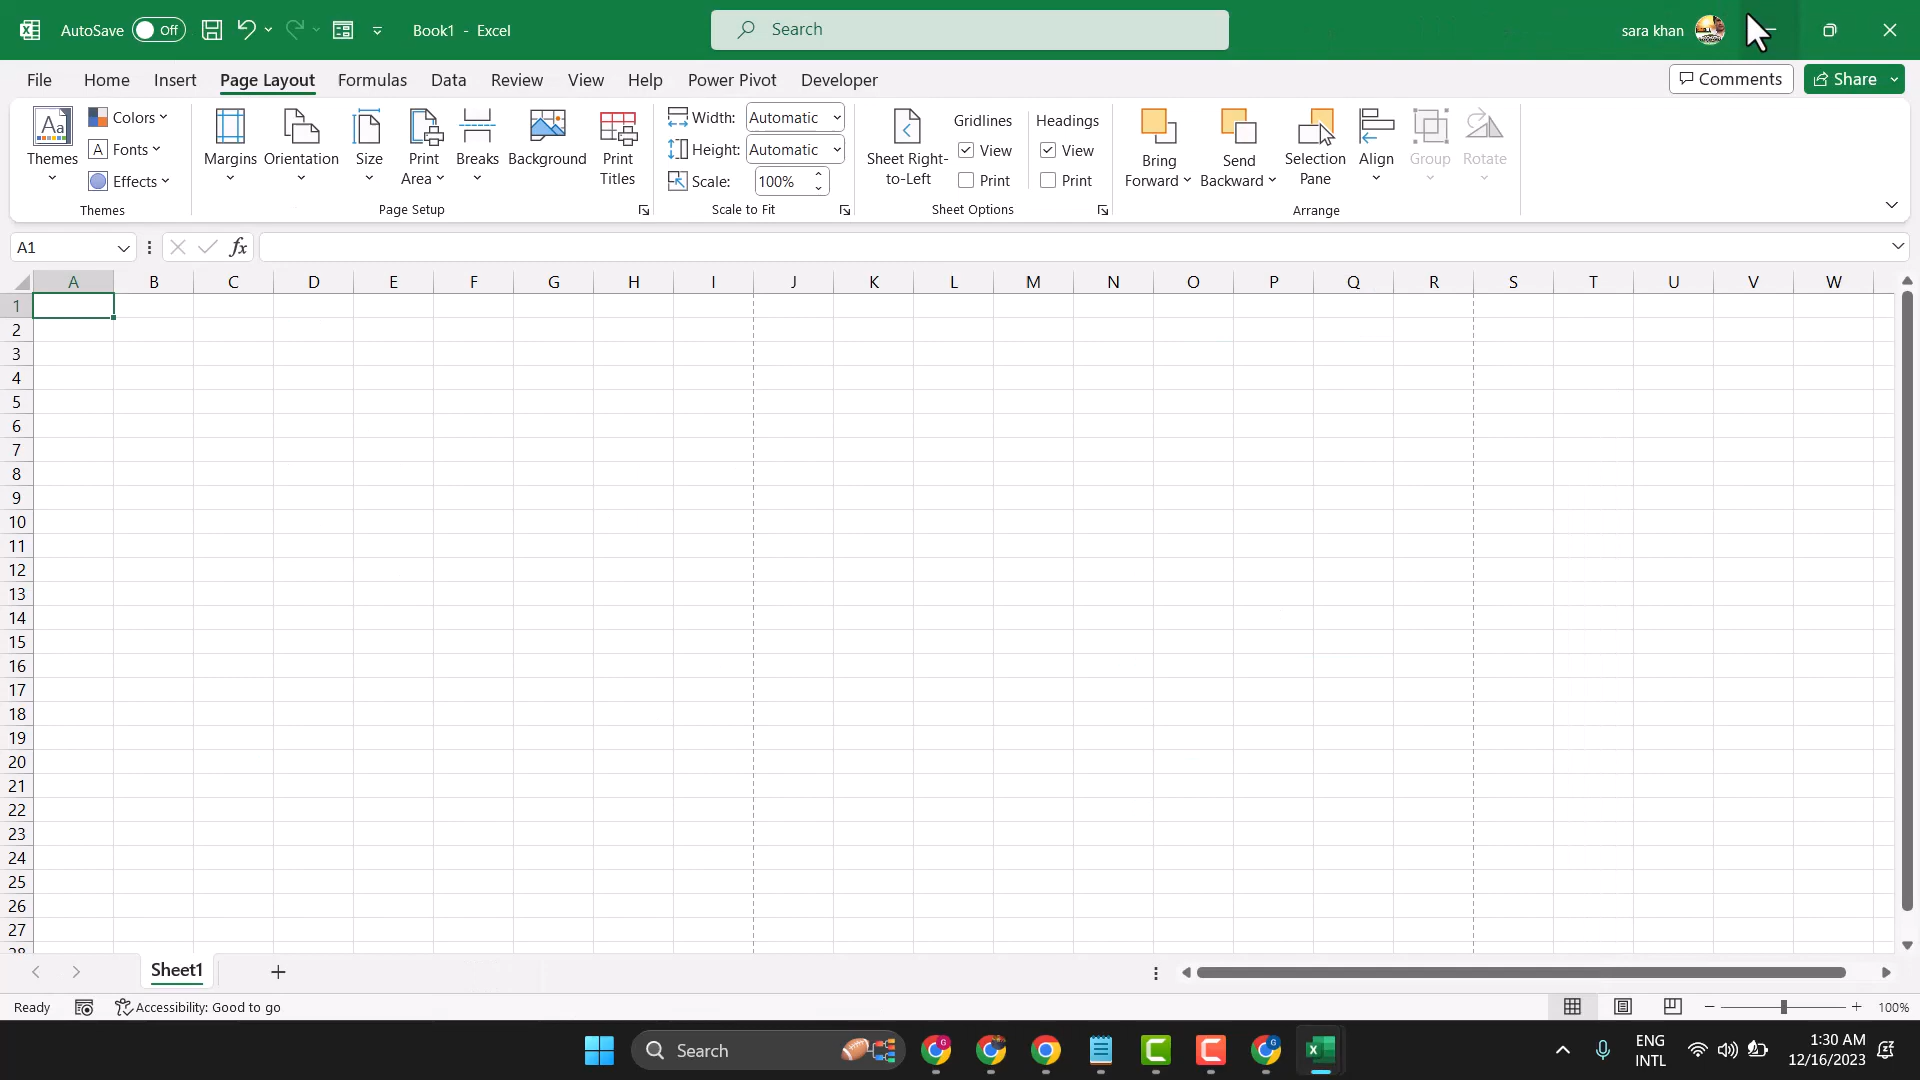 AutoSave Off Book1 - Excel Search sara khan
File Home Insert Page Layout Formulas Data Review View Help Power Pivot Developer Comments Share
Themes Colors Fonts Effects
Themes
Margins Orientation Size Print Area Breaks Background Print Titles
Page Setup
Width: Automatic
Height: Automatic
Scale: 100%
Scale to Fit
Sheet Right-to-Left
Gridlines Headings
View View
Print Print
Sheet Options
Bring Forward Send Backward Selection Pane Align Group Rotate
Arrange
A1 fx
A B C D E F G H I J K L M N O P Q R S T U V W
1
2
3
4
5
6
7
8
9
10
11
12
13
14
15
16
17
18
19
20
21
22
23
24
25
26
27
28
Sheet1
Ready Accessibility: Good to go 100%
Search ENG INTL 1:30 AM 12/16/2023